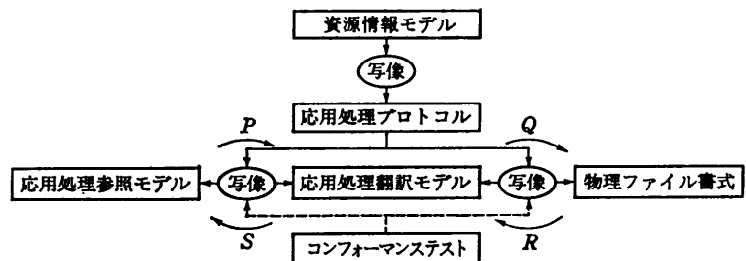 資源情報モデル
写像
応用処理プロトコル
P
Q
応用処理参照モデル
写像
応用処理翻訳モデル
写像
物理ファイル書式
S
R
コンフォーマンステスト